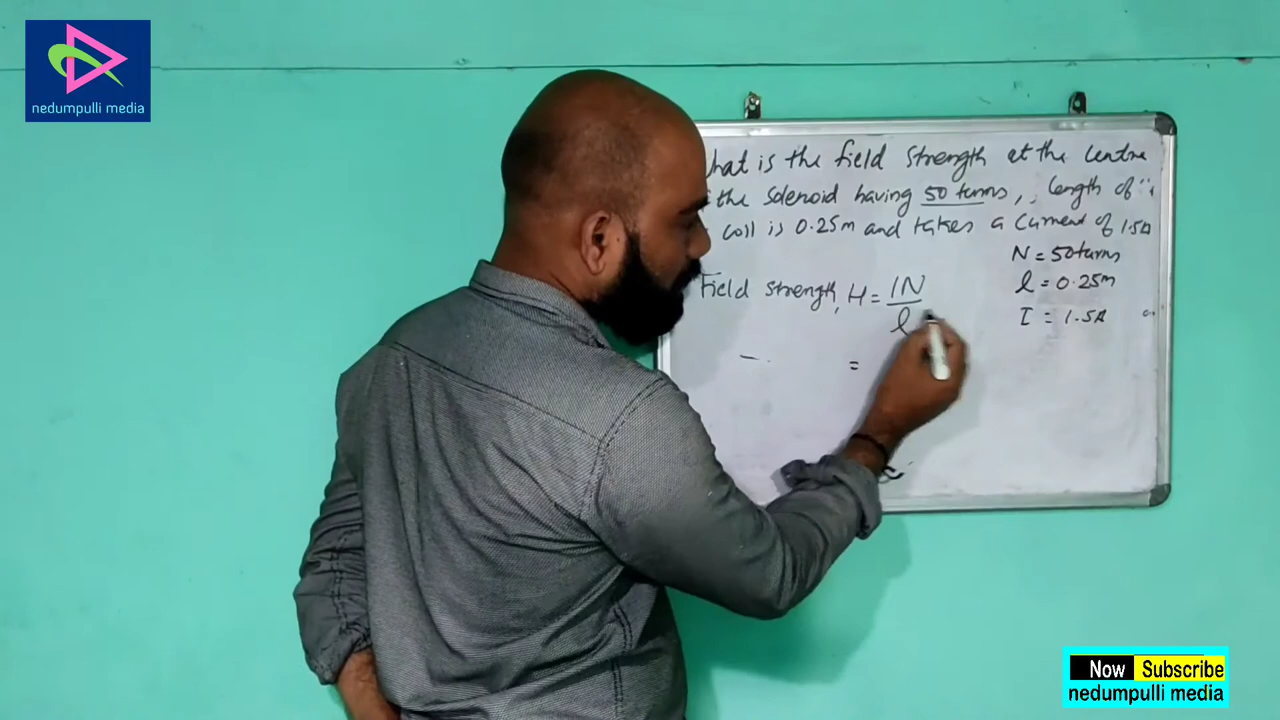 nedumpulli media
hat is the field strength at the centre
the solenoid having 50 turns, length of
coil is 0.25m and takes a current of 1.5A
N = 50turns
l = 0.25m
I = 1.5A
Field strength, H = IN
l
=
Now Subscribe
nedumpulli media